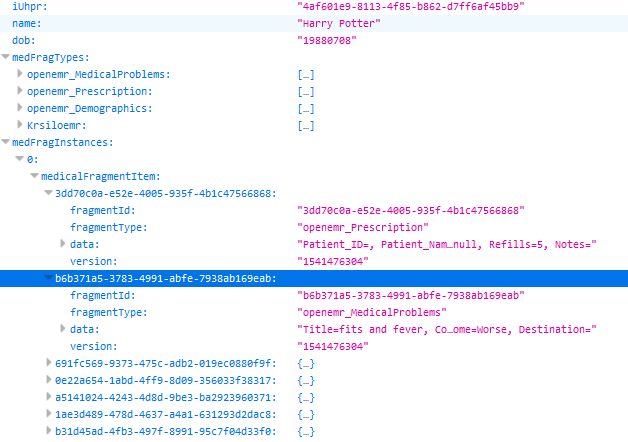 iUhpr: "4af601e9-8113-4f85-b862-d7ff6af45bb9"
name: "Harry Potter"
dob: "19880708"
medFragTypes:
openemr_MedicalProblems: […]
openemr_Prescription: […]
openemr_Demographics: […]
Krsiloemr: […]
medFragInstances:
0:
medicalFragmentItem:
3dd70c0a-e52e-4005-935f-4b1c47566868:
fragmentId: "3dd70c0a-e52e-4005-935f-4b1c47566868"
fragmentType: "openemr_Prescription"
data: "Patient_ID=, Patient_Nam…null, Refills=5, Notes="
version: "1541476304"
b6b371a5-3783-4991-abfe-7938ab169eab:
fragmentId: "b6b371a5-3783-4991-abfe-7938ab169eab"
fragmentType: "openemr_MedicalProblems"
data: "Title=fits and fever, Co…ome=Worse, Destination="
version: "1541476304"
691fc569-9373-475c-adb2-019ec0880f9f: {…}
0e22a654-1abd-4ff9-8d09-356033f38317: {…}
a5141024-4243-4d8d-9be3-ba2923960371: {…}
1ae3d489-478d-4637-a4a1-631293d2dac8: {…}
b31d45ad-4fb3-497f-8991-95c7f04d33f0: {…}